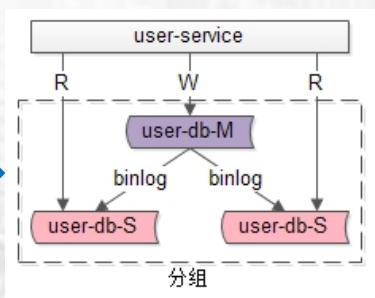 user-service
R W R
user-db-M
binlog binlog
user-db-S user-db-S
分组